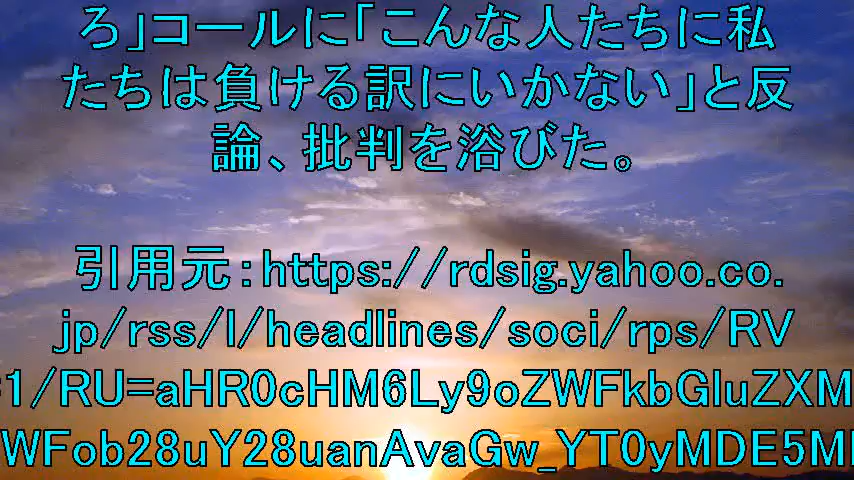 ろ」コールに「こんな人たちに私
たちは負ける訳にいかない」と反
論、批判を浴びた。
引用元：https://rdsig.yahoo.co.
jp/rss/l/headlines/soci/rps/RV
=1/RU=aHR0cHM6Ly9oZWFkbGluZXM
WFob28uY28uanAvaGw_YT0yMDE5M